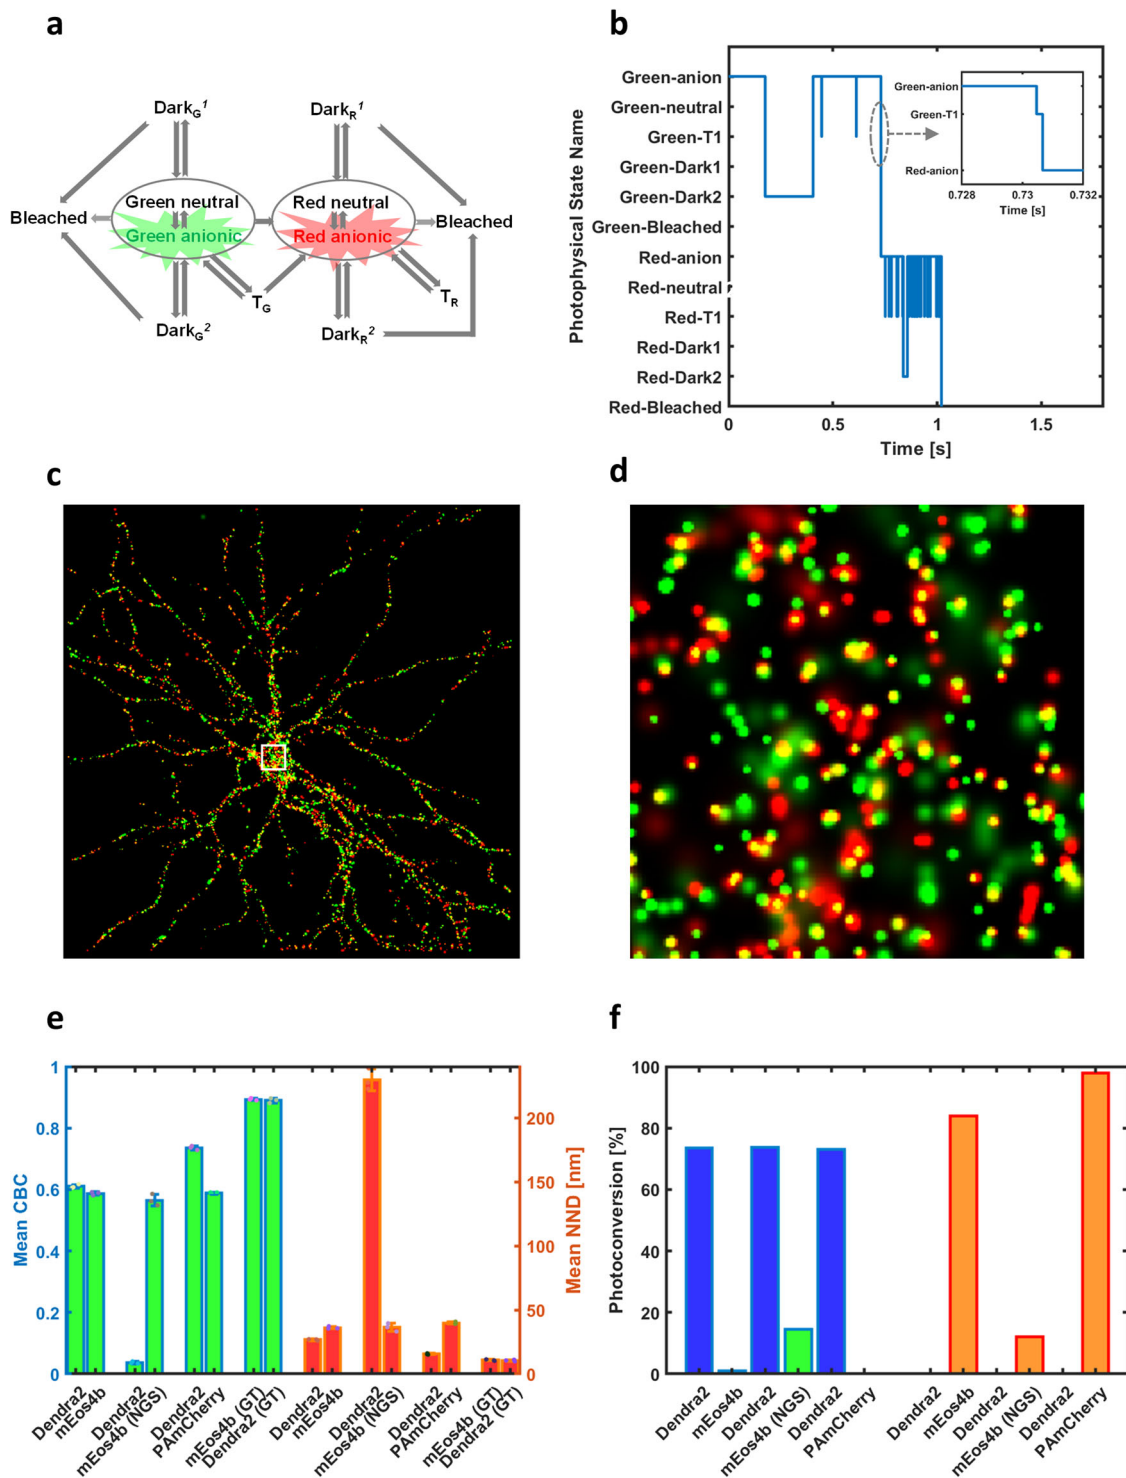 a
Dark_G^1
Dark_R^1
Green neutral
Red neutral
Bleached
Bleached
Green anionic
Red anionic
T_G
T_R
Dark_G^2
Dark_R^2
b
Photophysical State Name
Green-anion
Green-neutral
Green-T1
Green-Dark1
Green-Dark2
Green-Bleached
Red-anion
Red-neutral
Red-T1
Red-Dark1
Red-Dark2
Red-Bleached
0
0.5
1
1.5
Time [s]
Green-anion
Green-T1
Red-anion
0.728
0.73
0.732
Time [s]
c
d
e
Mean CBC
1
0.8
0.6
0.4
0.2
0
Mean NND [nm]
200
150
100
50
0
Dendra2
mEos4b
Dendra2
mEos4b (NGS)
Dendra2
PAmCherry
mEos4b (GT)
Dendra2 (GT)
Dendra2
mEos4b
Dendra2
mEos4b (NGS)
Dendra2
PAmCherry
mEos4b (GT)
Dendra2 (GT)
f
Photoconversion [%]
100
80
60
40
20
0
Dendra2
mEos4b
Dendra2
mEos4b (NGS)
Dendra2
PAmCherry
Dendra2
mEos4b
Dendra2
mEos4b (NGS)
Dendra2
PAmCherry